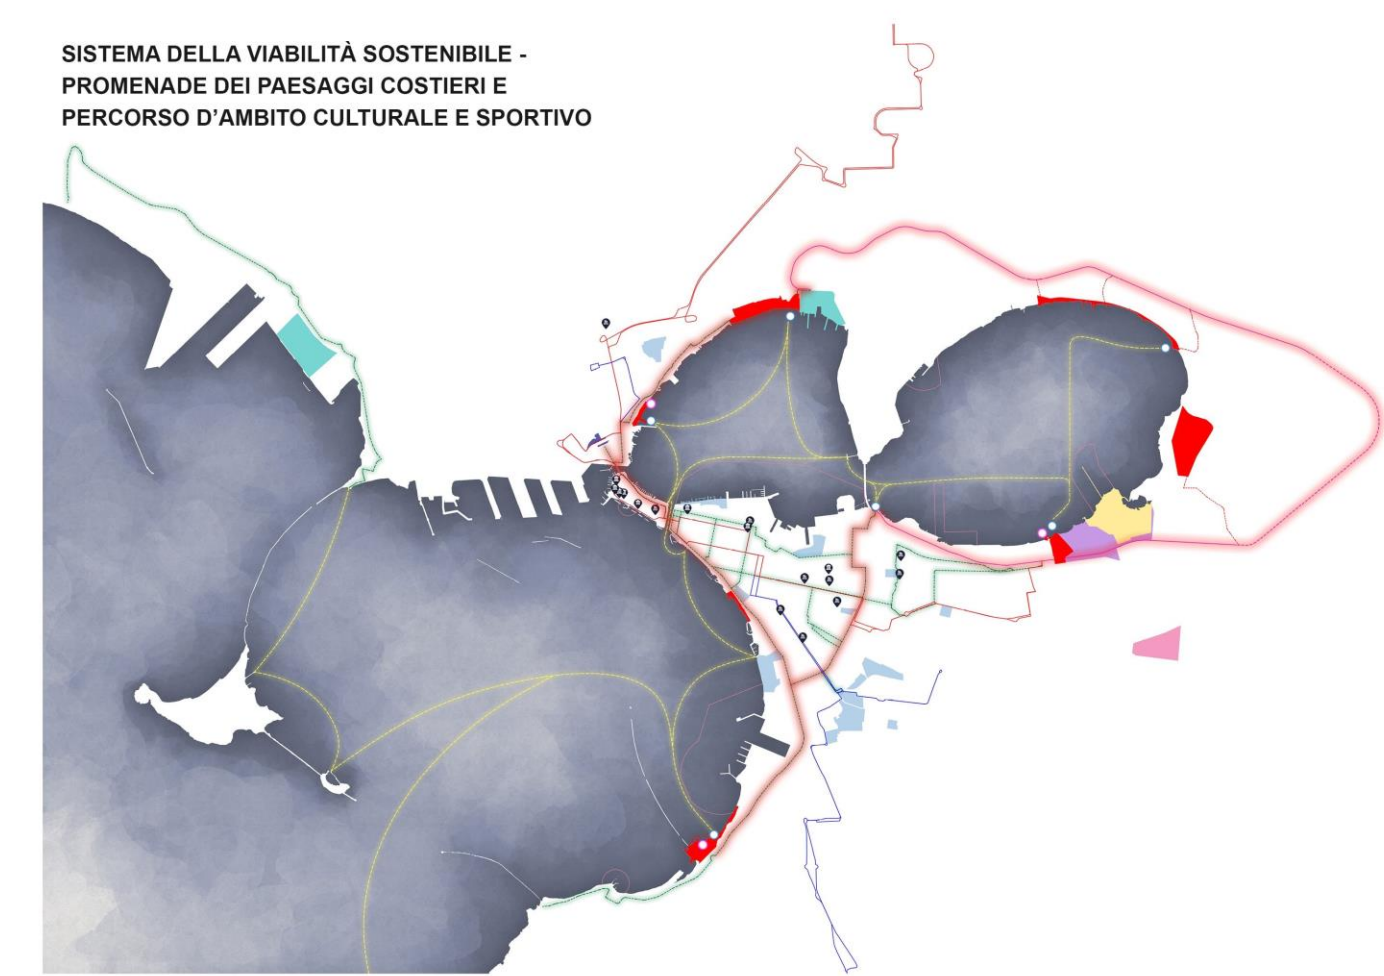 SISTEMA DELLA VIABILITÀ SOSTENIBILE -
PROMENADE DEI PAESAGGI COSTIERI E
PERCORSO D’AMBITO CULTURALE E SPORTIVO